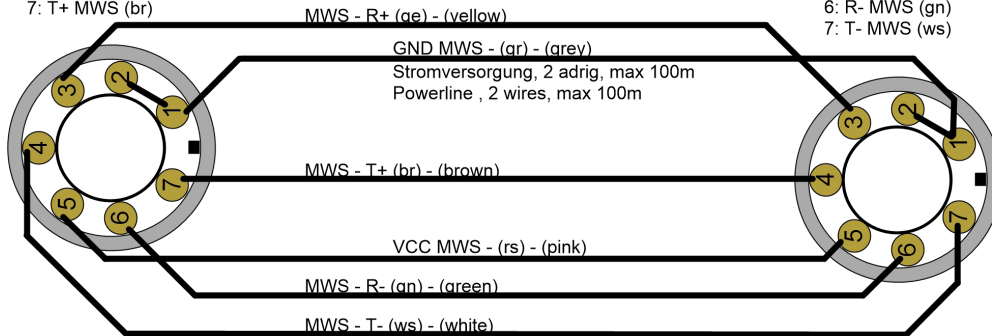 7: T+ MWS (br)
6: R- MWS (gn)
7: T- MWS (ws)
MWS - R+ (ge) - (yellow)
GND MWS - (gr) - (grey)
Stromversorgung, 2 adrig, max 100m
Powerline , 2 wires, max 100m
3
2
1
4
7
5
6
3
2
1
4
7
5
6
MWS - T+ (br) - (brown)
VCC MWS - (rs) - (pink)
MWS - R- (gn) - (green)
MWS - T- (ws) - (white)